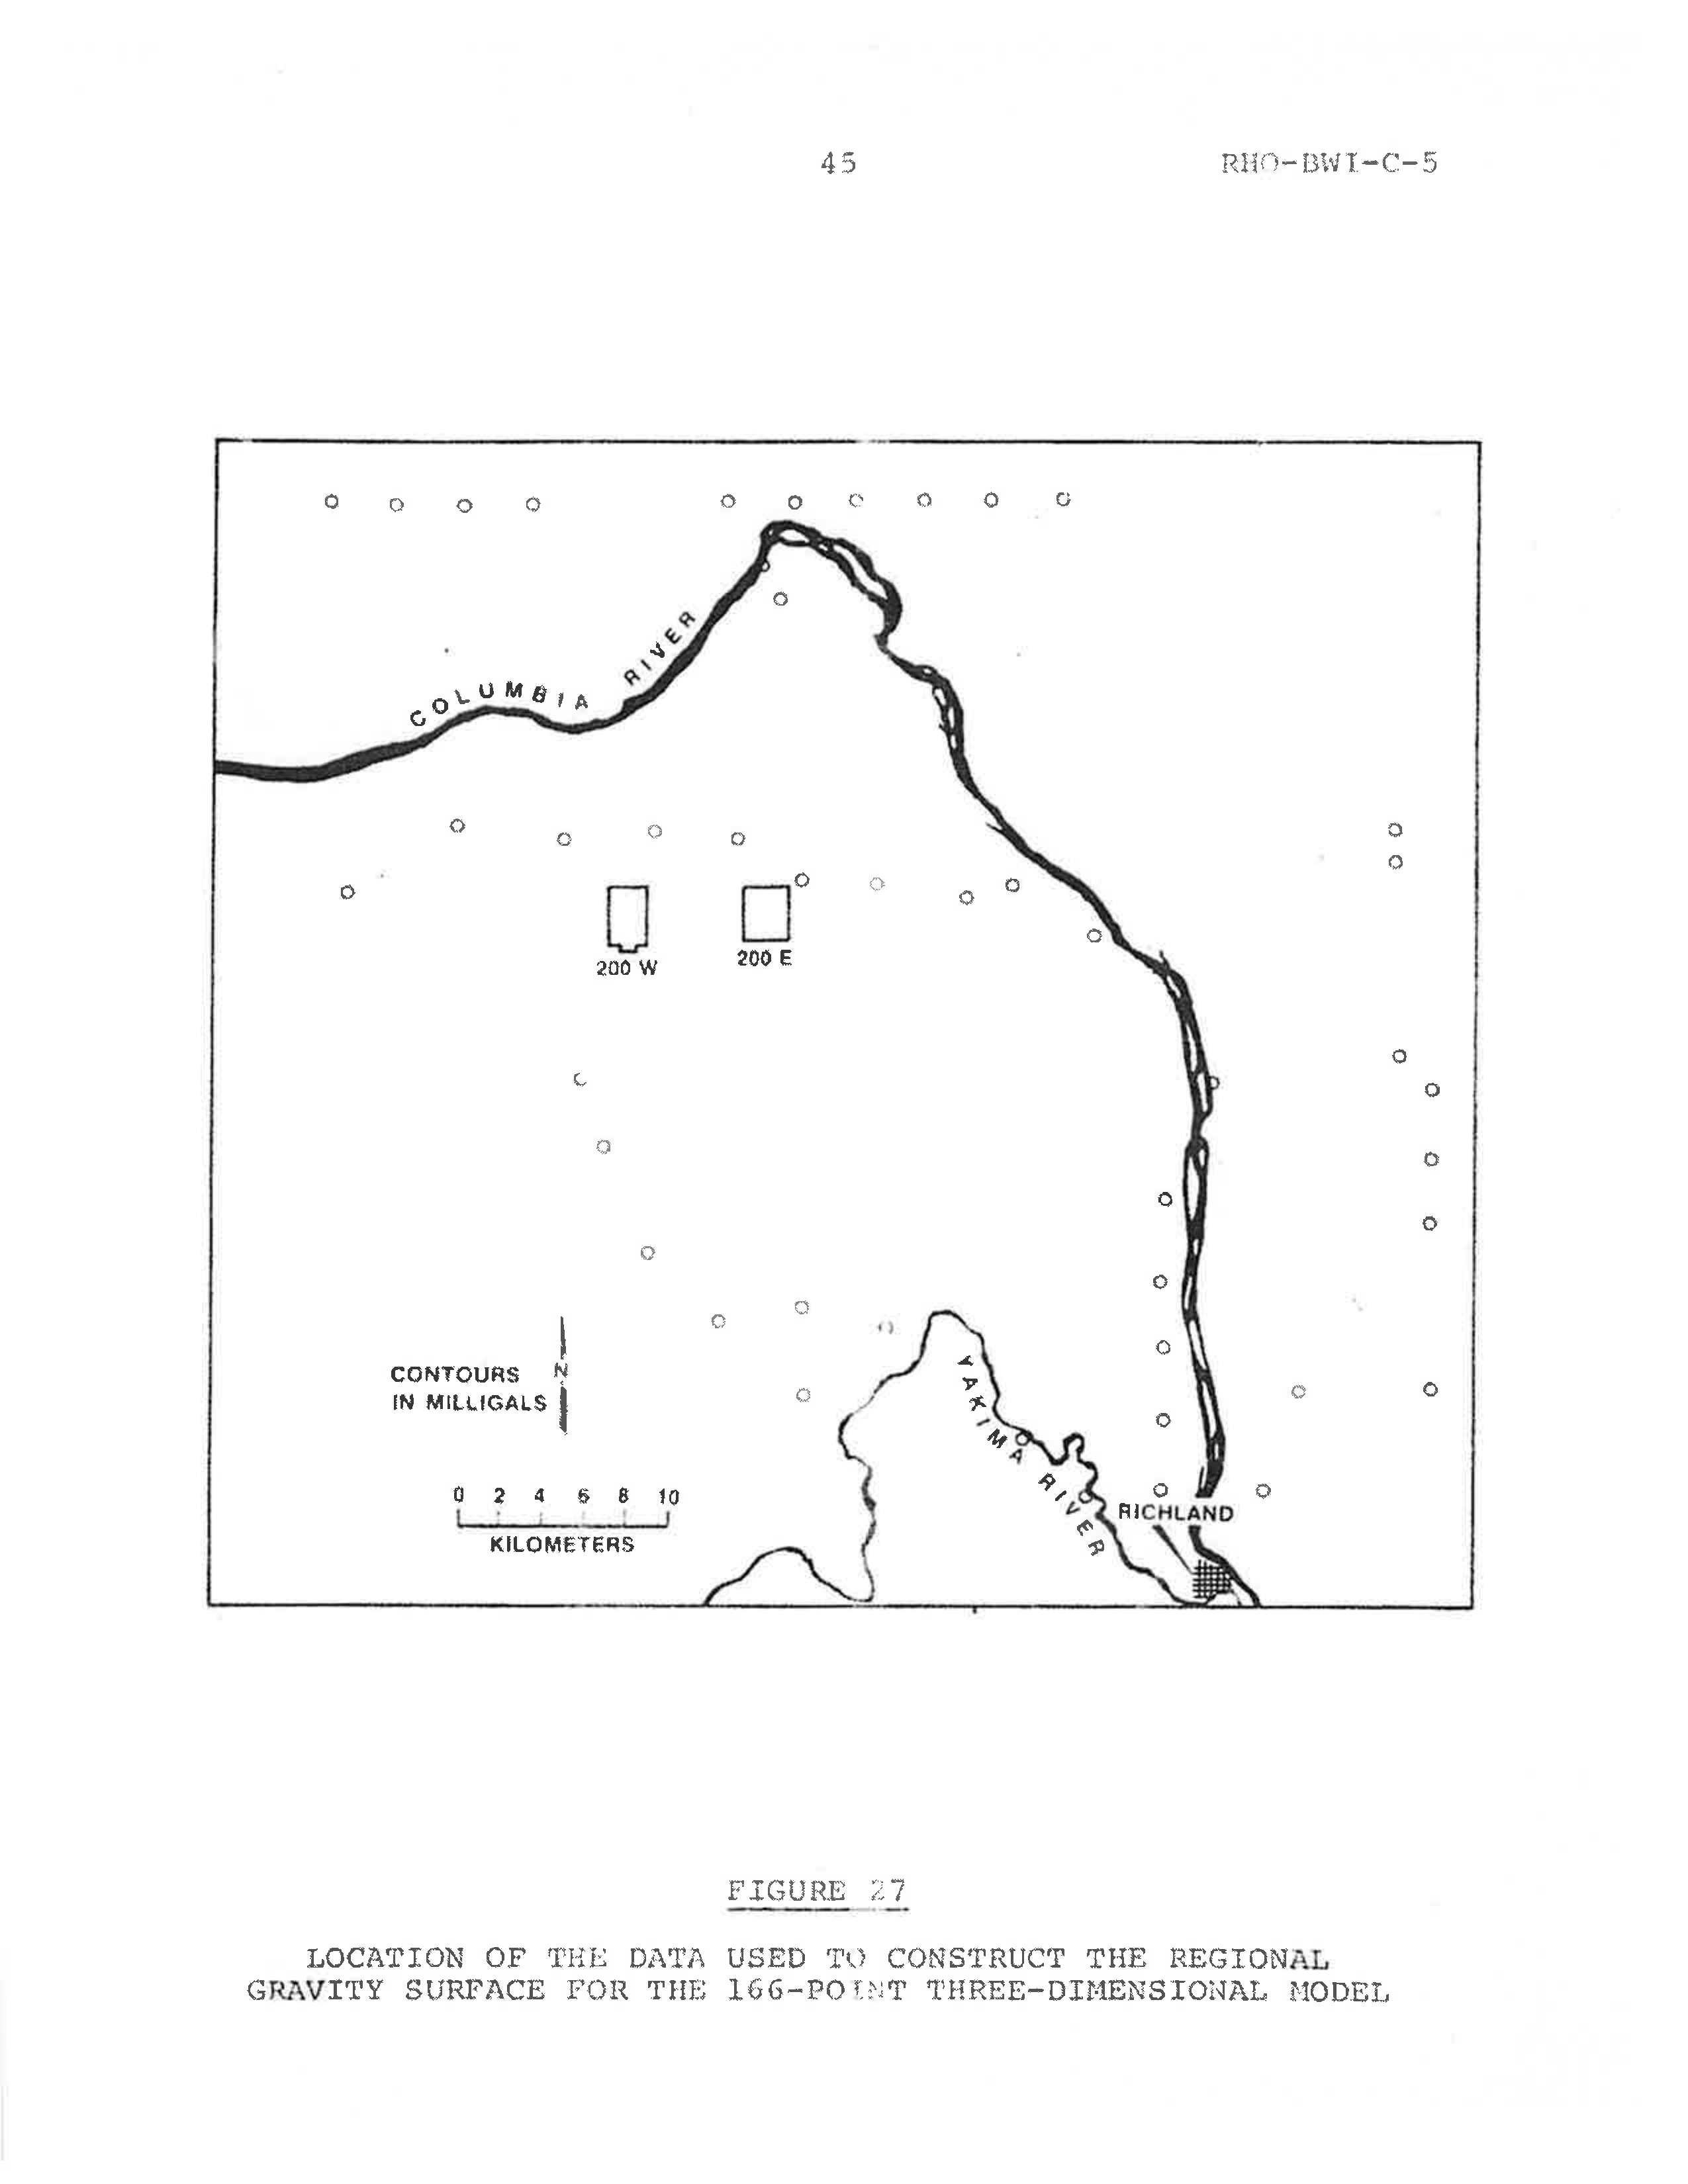 45
RHO-BWI-C-5
COLUMBIA RIVER
200 W
200 E
CONTOURS
IN MILLIGALS
N
YAKIMA RIVER
RICHLAND
0 2 4 6 8 10
KILOMETERS
FIGURE 27
LOCATION OF THE DATA USED TO CONSTRUCT THE REGIONAL
GRAVITY SURFACE FOR THE 166-POINT THREE-DIMENSIONAL MODEL